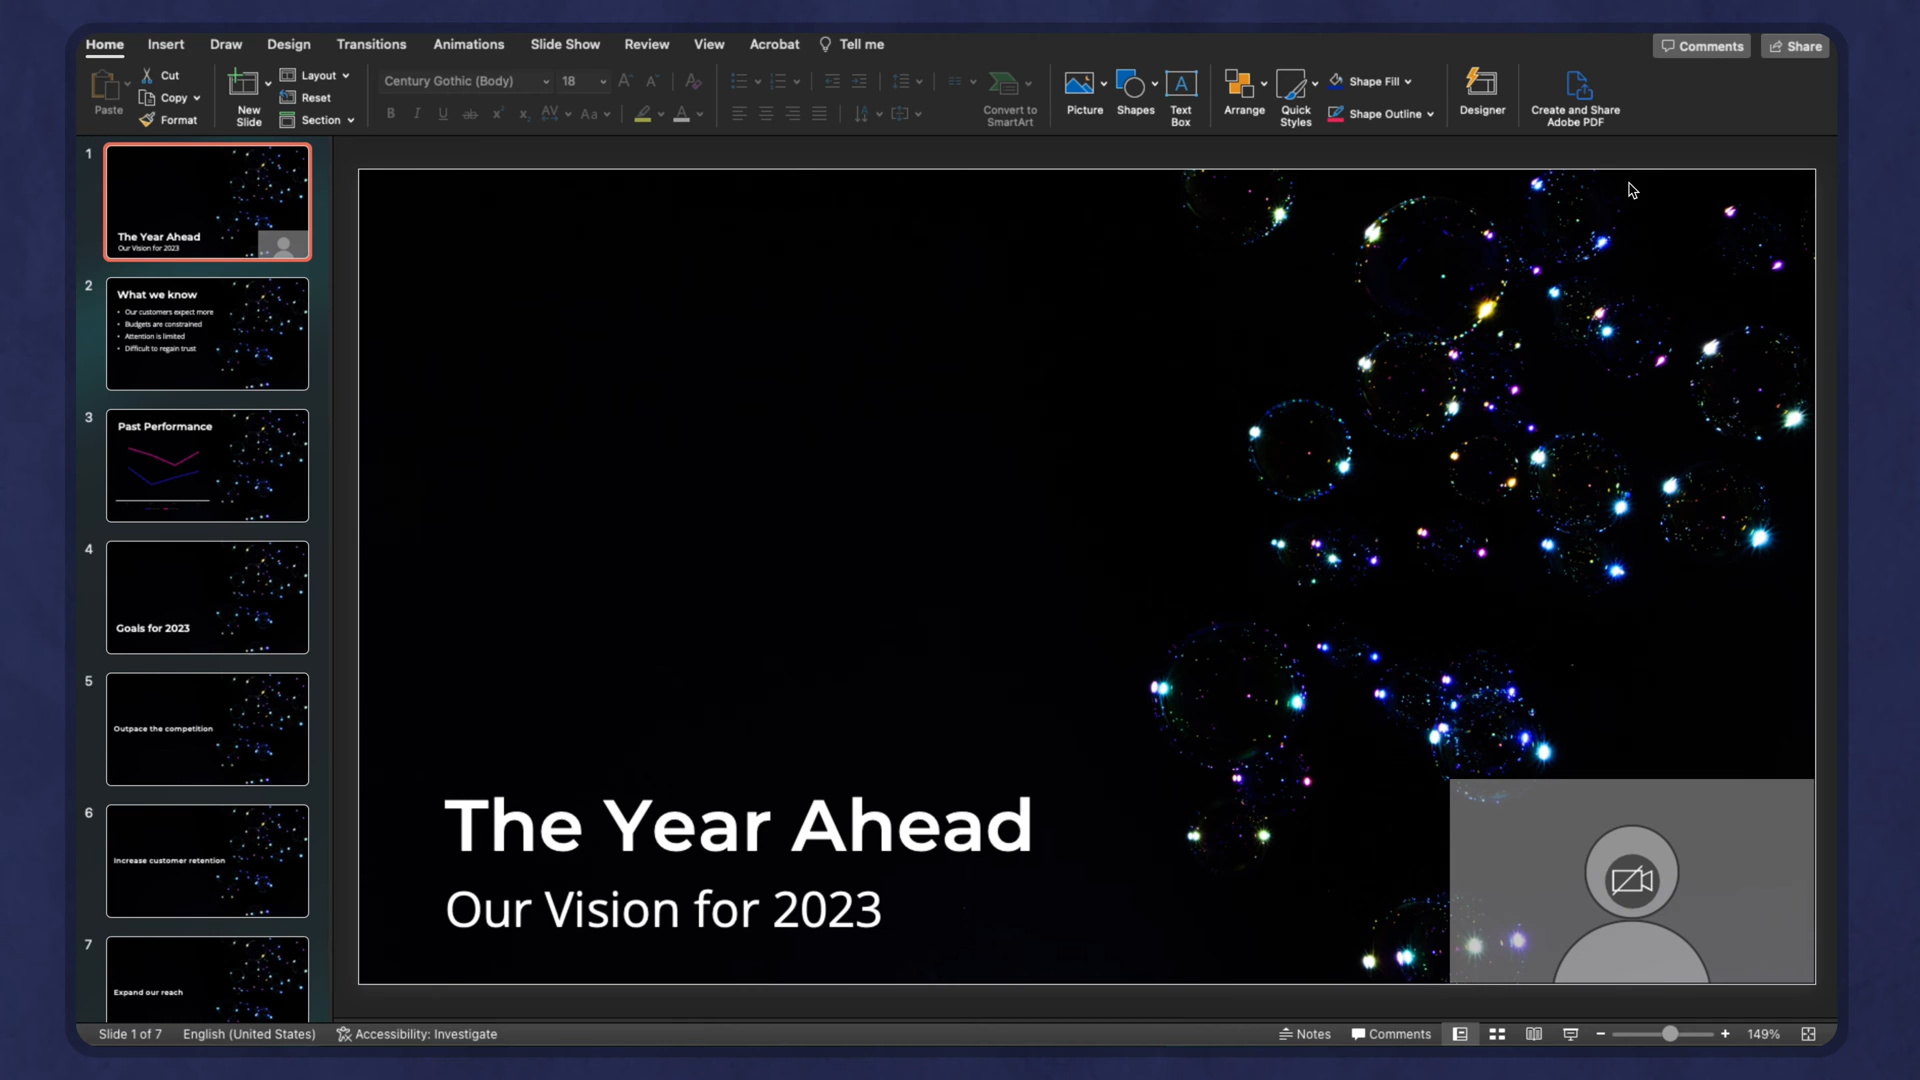 Home Insert Draw Design Transitions Animations Slide Show Review View Acrobat Tell me Comments Share
Paste
Cut
Copy
Format
New
Slide
Layout
Reset
Section
Century Gothic (Body) 18
B I U ab x² x₂ AV Aa A
Convert to
SmartArt
Picture
Shapes
Text
Box
Arrange
Quick
Styles
Shape Fill
Shape Outline
Designer
Create and Share
Adobe PDF
1
The Year Ahead
Our Vision for 2023
2
What we know
• Our customers expect more
• Budgets are constrained
• Attention is limited
• Difficult to regain trust
3
Past Performance
4
Goals for 2023
5
Outpace the competition
6
Increase customer retention
7
Expand our reach
The Year Ahead
Our Vision for 2023
Slide 1 of 7 English (United States) Accessibility: Investigate Notes Comments 149%